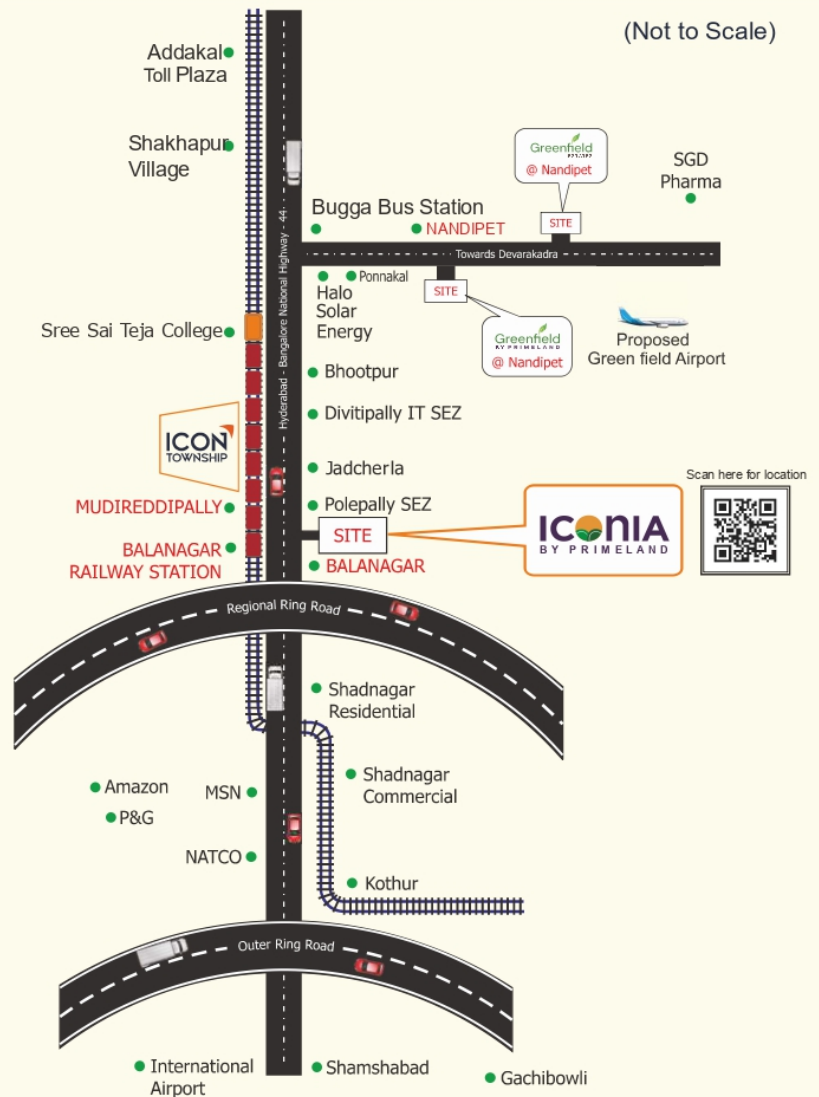 (Not to Scale)
Addakal
Toll Plaza
Shakhapur
Village
Greenfield
@ Nandipet
SGD
Pharma
Bugga Bus Station
NANDIPET
SITE
Towards Devarakadra
Hyderabad - Bangalore National Highway - 44
Ponnakal
Halo
Solar
Energy
SITE
Greenfield
BY PRIMELAND
@ Nandipet
Proposed
Green field Airport
Sree Sai Teja College
Bhootpur
Divitipally IT SEZ
ICON
TOWNSHIP
Jadcherla
Scan here for location
MUDIREDDIPALLY
Polepally SEZ
SITE
ICONIA
BY PRIMELAND
BALANAGAR
RAILWAY STATION
BALANAGAR
Regional Ring Road
Shadnagar
Residential
Amazon
MSN
Shadnagar
Commercial
P&G
NATCO
Kothur
Outer Ring Road
International
Airport
Shamshabad
Gachibowli